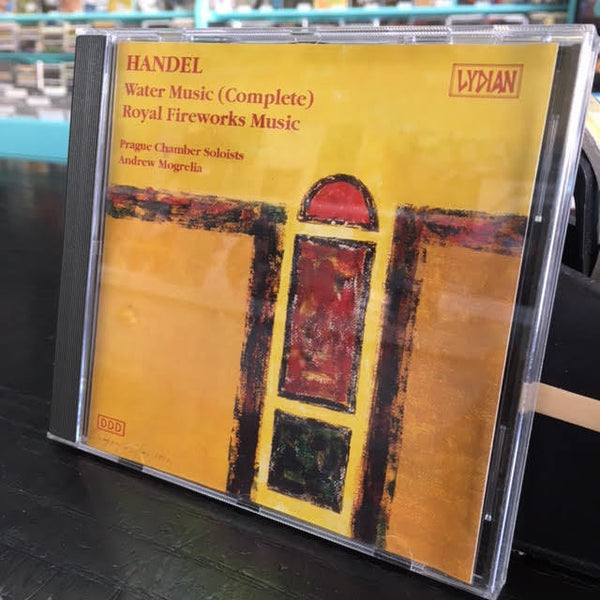 HANDEL
LYDIAN
Water Music (Complete)
Royal Fireworks Music
Prague Chamber Soloists
Andrew Mogrelia
DDD